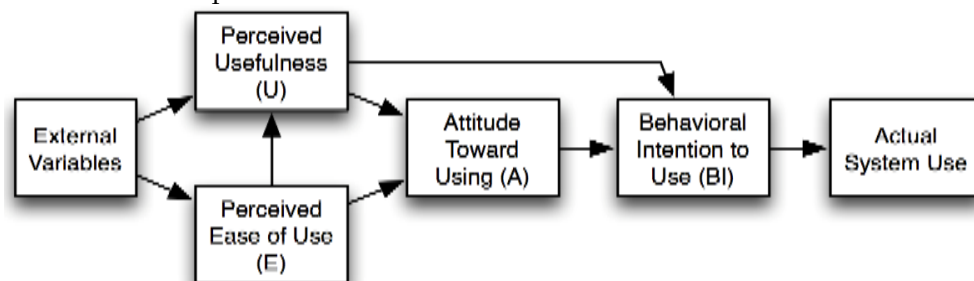 External
Variables
Perceived
Usefulness
(U)
Perceived
Ease of Use
(E)
Attitude
Toward
Using (A)
Behavioral
Intention to
Use (BI)
Actual
System Use